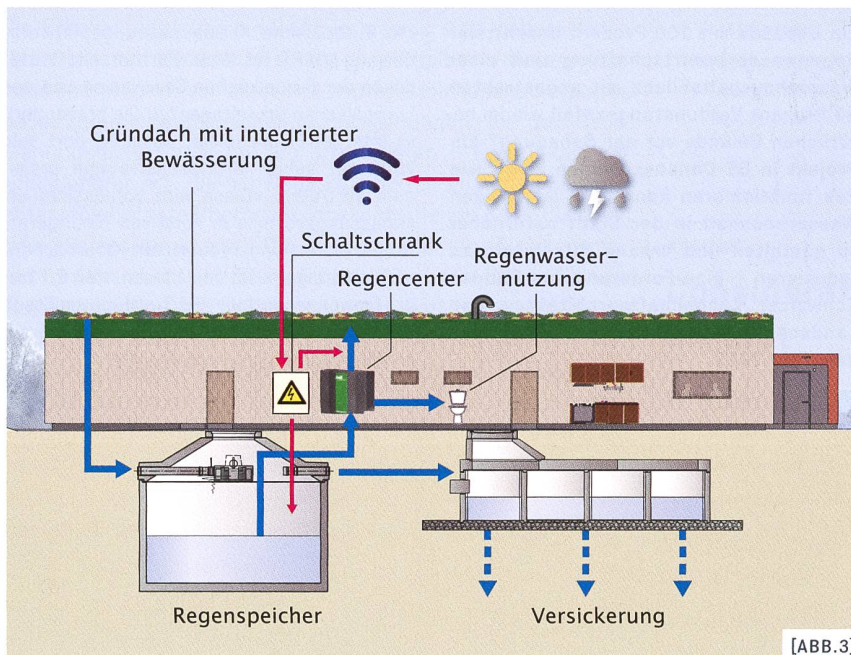 Gründach mit integrierter
Bewässerung
Schaltschrank
Regencenter
Regenwasser-
nutzung
Regenspeicher
Versickerung
[ABB.3]